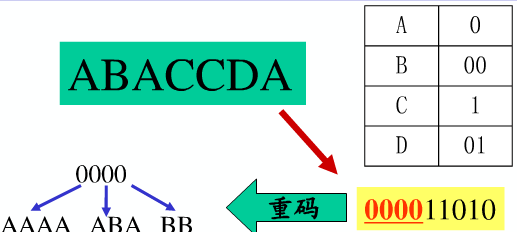 ABACCDA
A 0
B 00
C 1
D 01
0000
AAAA ABA BB
重码
000011010